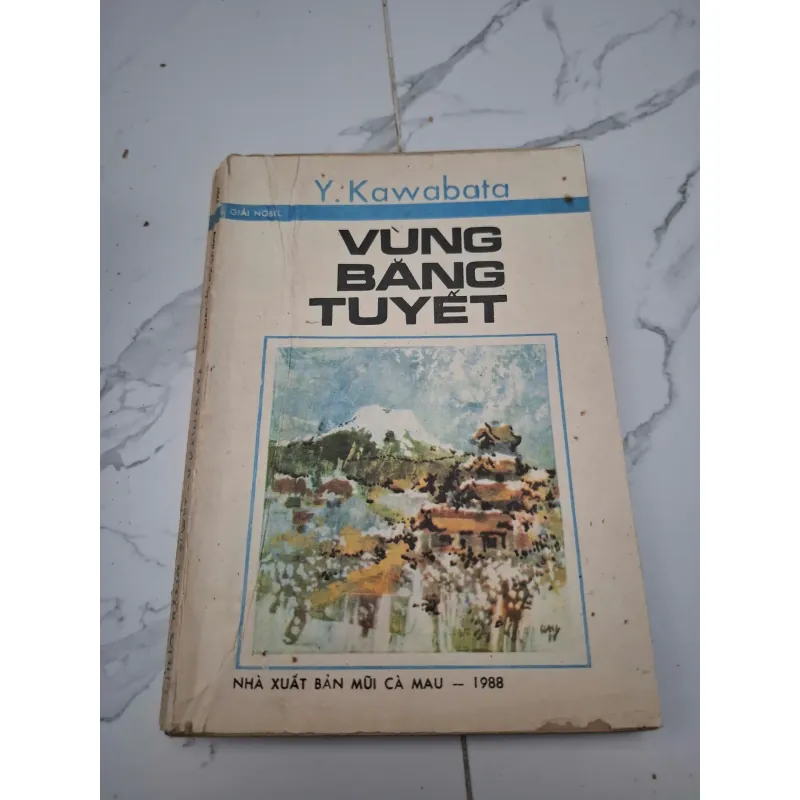 Y. Kawabata
GIẢI NOBEL
VÙNG
BĂNG
TUYẾT
NHÀ XUẤT BẢN MŨI CÀ MAU — 1988